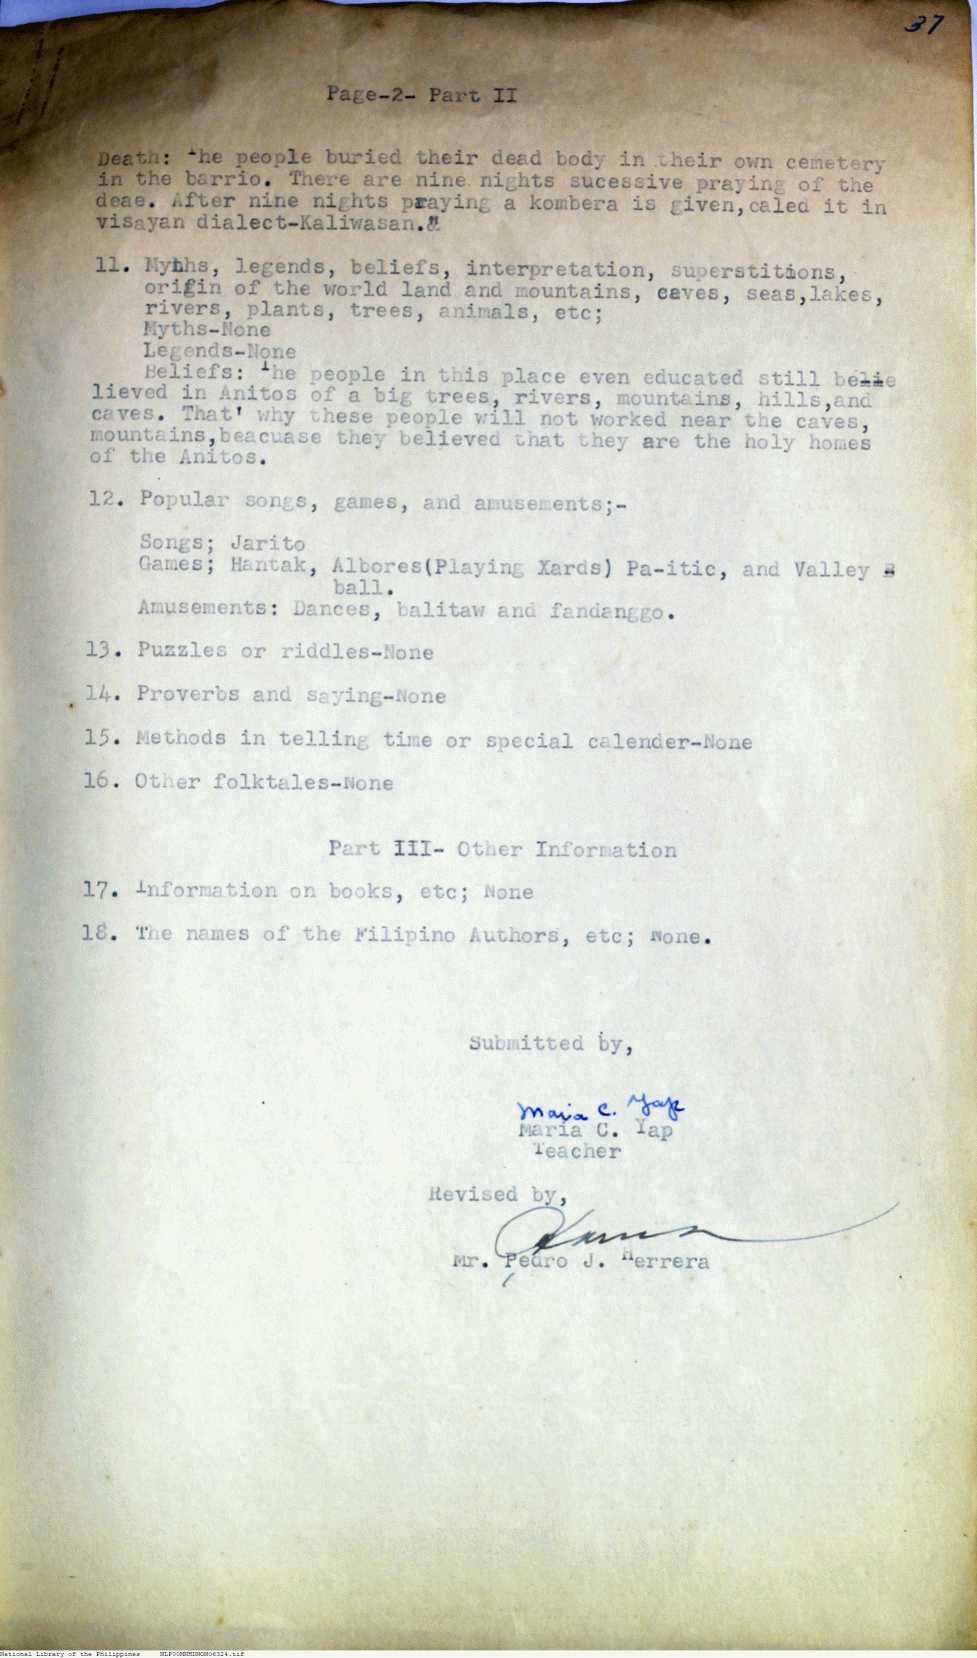 37
Page-2- Part II
Death: The people buried their dead body in their own cemetery
in the barrio. There are nine nights sucessive praying of the
deae. After nine nights praying a kombera is given,caled it in
visayan dialect-Kaliwasan.
11. Myths, legends, beliefs, interpretation, superstitions,
origin of the world land and mountains, caves, seas,lakes,
rivers, plants, trees, animals, etc;
Myths-None
Legends-None
Beliefs: The people in this place even educated still be
lieved in Anitos of a big trees, rivers, mountains, hills,and
caves. That' why these people will not worked near the caves,
mountains,beacuase they believed that they are the holy homes
of the Anitos.
12. Popular songs, games, and amusements;-
Songs; Jarito
Games; Hantak, Albores(Playing Xards) Pa-itic, and Valley
ball.
Amusements: Dances, balitaw and fandanggo.
13. Puzzles or riddles-None
14. Proverbs and saying-None
15. Methods in telling time or special calender-None
16. Other folktales-None
Part III- Other Information
17. Information on books, etc; None
18. The names of the Filipino Authors, etc; None.
Submitted by,
Maria C. Yap
Maria C. Yap
Teacher
Revised by,
Mr. Pedro J. Herrera
National Library of the Philippines